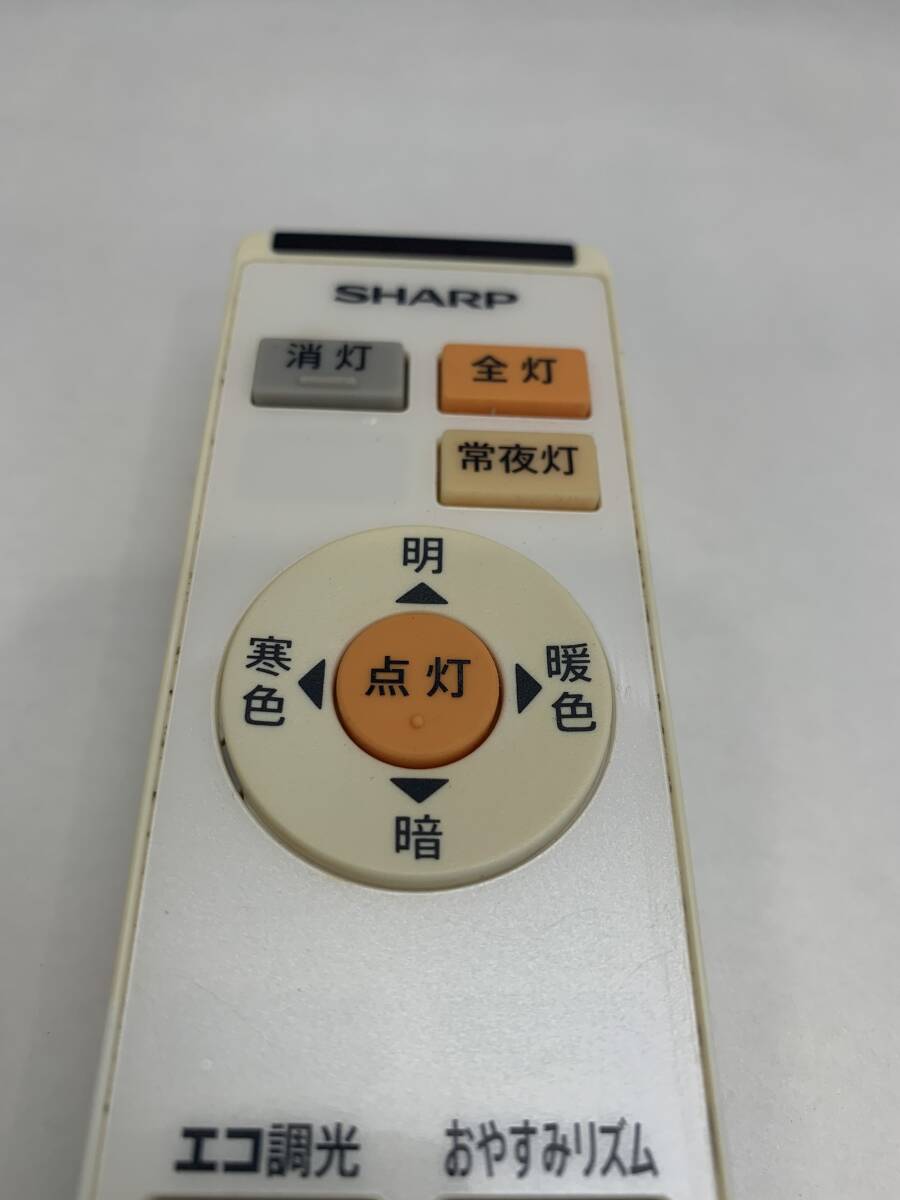 SHARP
消灯
全灯
常夜灯
明
寒色
点灯
暖色
暗
エコ調光
おやすみリズム